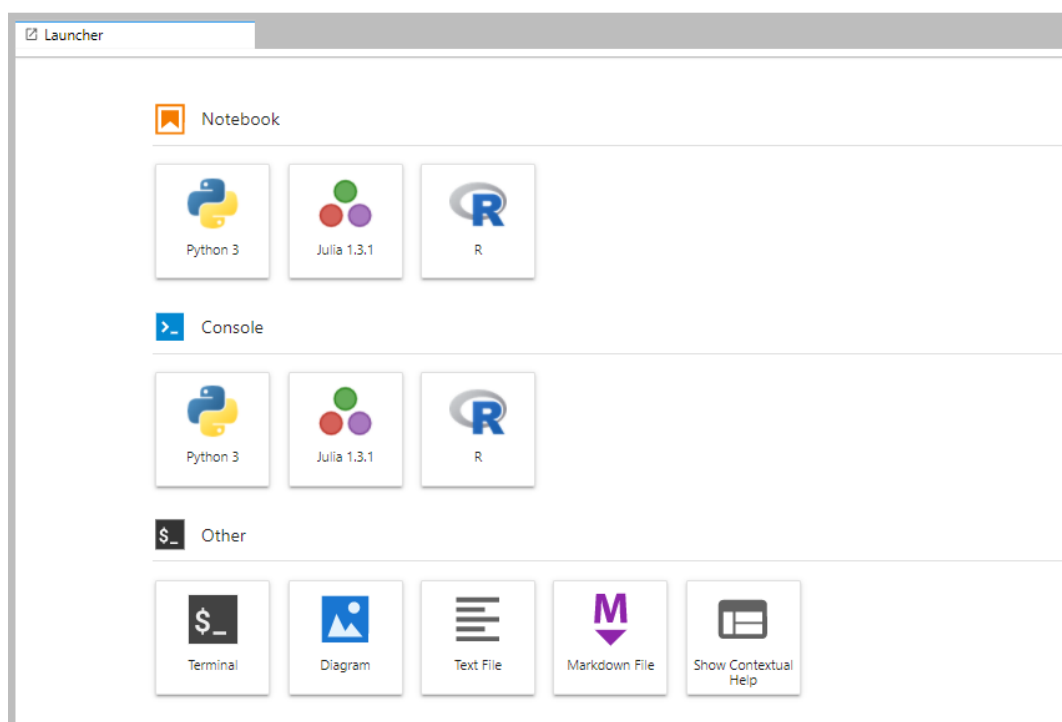 Launcher
Notebook
Python 3
Julia 1.3.1
R
Console
Python 3
Julia 1.3.1
R
$_ Other
$_
Terminal
Diagram
Text File
M
Markdown File
Show Contextual
Help